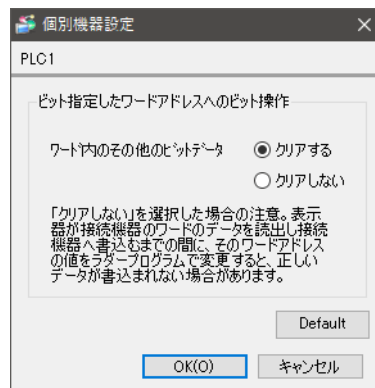 個別機器設定
PLC1
ビット指定したワードアドレスへのビット操作
ワード内のその他のビットデータ
クリアする
クリアしない
「クリアしない」を選択した場合の注意。表示
器が接続機器のワードのデータを読出し接続
機器へ書込むまでの間に、そのワードアドレス
の値をラダープログラムで変更すると、正しい
データが書込まれない場合があります。
Default
OK(O)
キャンセル